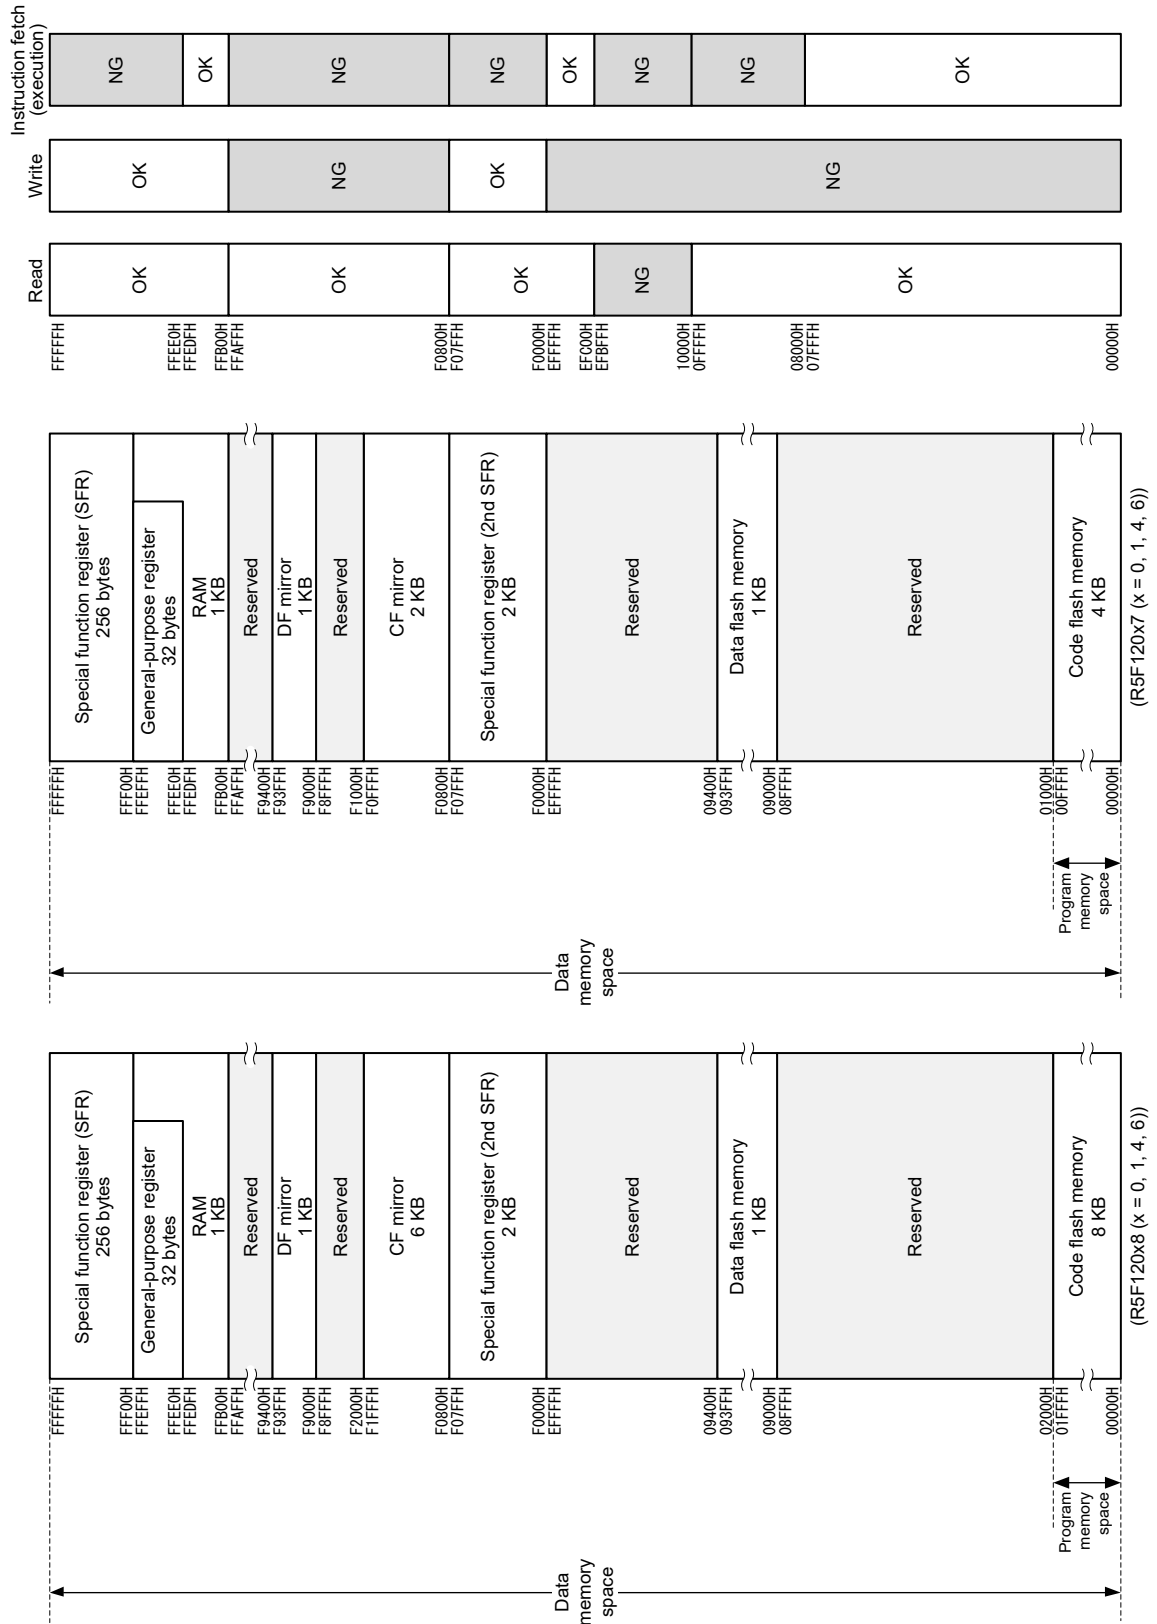 Instruction fetch
(execution)
NG
OK
NG
NG
OK
NG
NG
OK
Write
OK
NG
OK
NG
Read
OK
OK
OK
NG
OK
FFFFFH
FFEE0H
FFEDFH
FFB00H
FFAFFH
F0800H
F07FFH
F0000H
EFFFFH
EFC00H
EFBFFH
10000H
0FFFFH
08000H
07FFFH
00000H
Special function register (SFR)
256 bytes
General-purpose register
32 bytes
RAM
1 KB
Reserved
DF mirror
1 KB
Reserved
CF mirror
2 KB
Special function register (2nd SFR)
2 KB
Reserved
Data flash memory
1 KB
Reserved
Code flash memory
4 KB
(R5F120x7 (x = 0, 1, 4, 6))
FFFFFH
FFF00H
FFEFFH
FFEE0H
FFEDFH
FFB00H
FFAFFH
F9400H
F93FFH
F9000H
F8FFFH
F1000H
F0FFFH
F0800H
F07FFH
F0000H
EFFFFH
09400H
093FFH
09000H
08FFFH
01000H
00FFFH
00000H
Program
memory
space
Data
memory
space
Special function register (SFR)
256 bytes
General-purpose register
32 bytes
RAM
1 KB
Reserved
DF mirror
1 KB
Reserved
CF mirror
6 KB
Special function register (2nd SFR)
2 KB
Reserved
Data flash memory
1 KB
Reserved
Code flash memory
8 KB
(R5F120x8 (x = 0, 1, 4, 6))
FFFFFH
FFF00H
FFEFFH
FFEE0H
FFEDFH
FFB00H
FFAFFH
F9400H
F93FFH
F9000H
F8FFFH
F2000H
F1FFFH
F0800H
F07FFH
F0000H
EFFFFH
09400H
093FFH
09000H
08FFFH
02000H
01FFFH
00000H
Program
memory
space
Data
memory
space